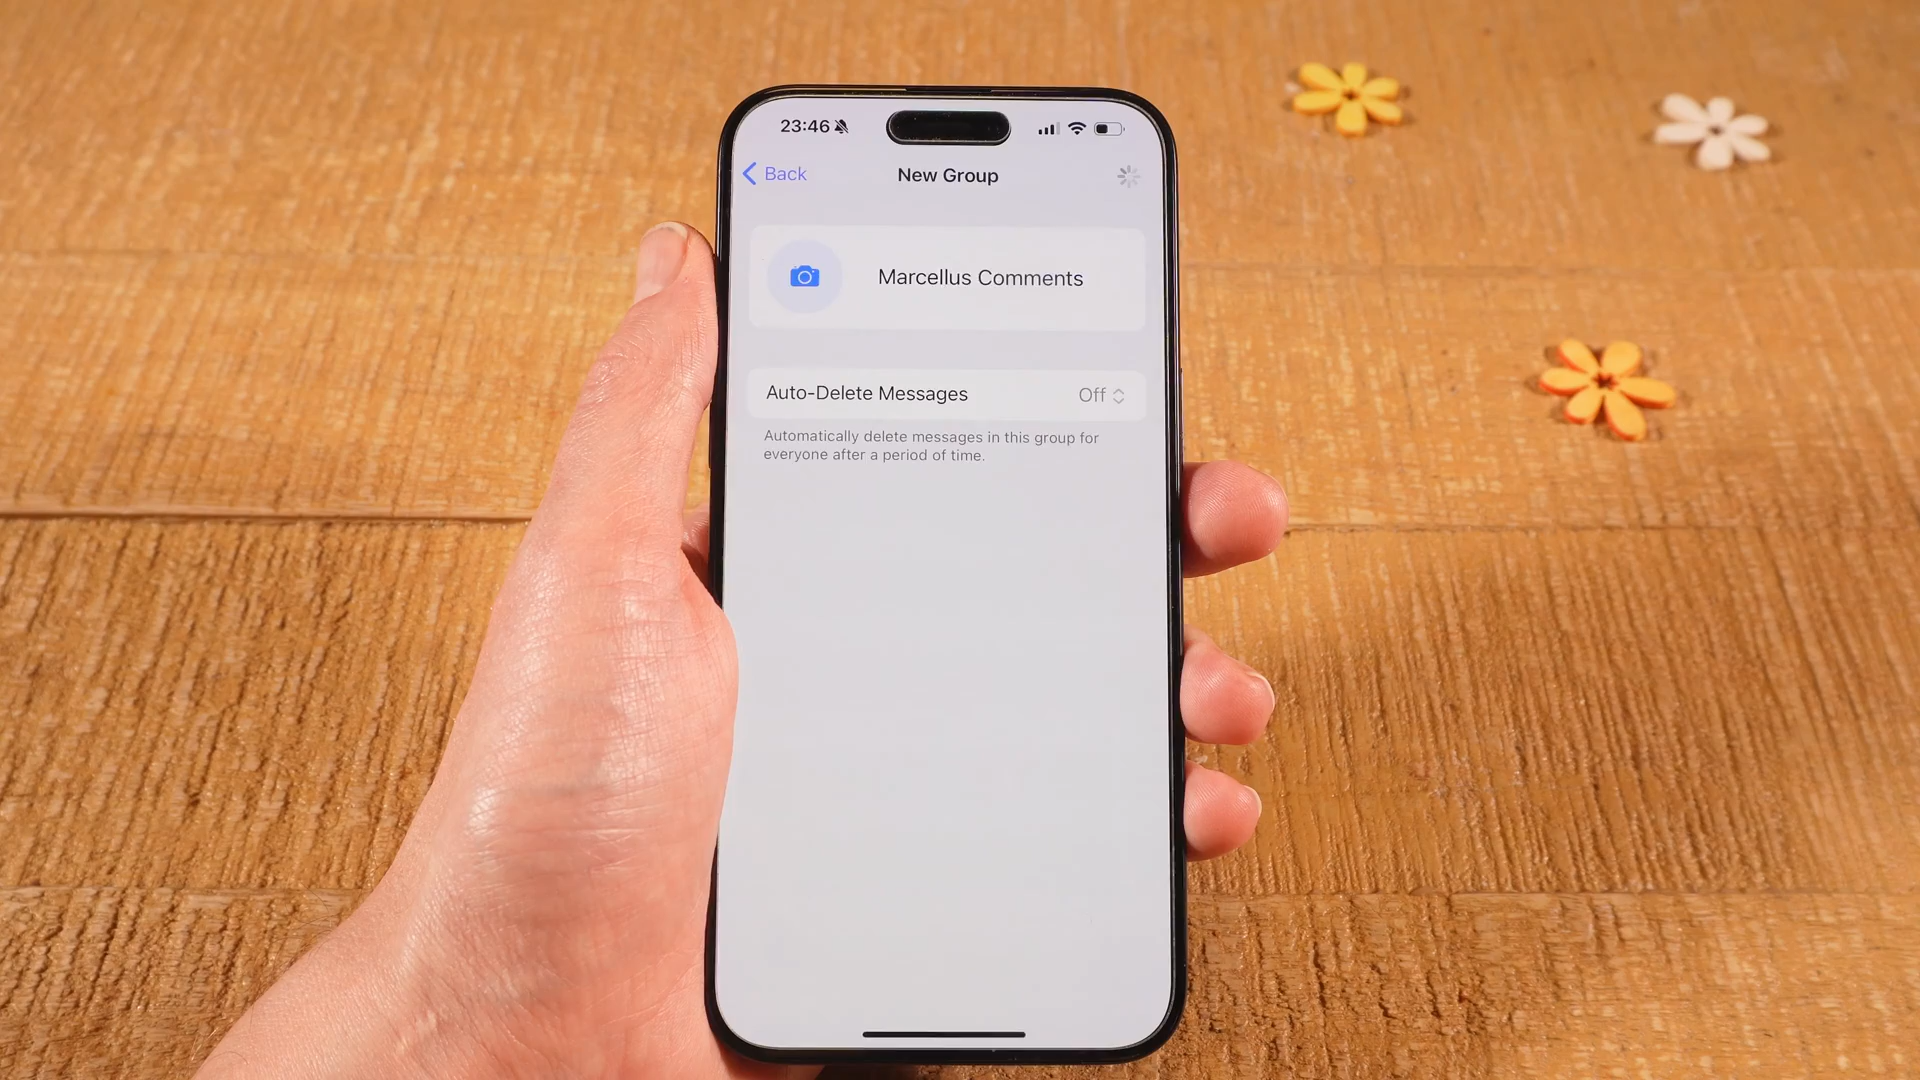 23:46
Back
New Group
Marcellus Comments
Auto-Delete Messages
Off
Automatically delete messages in this group for
everyone after a period of time.